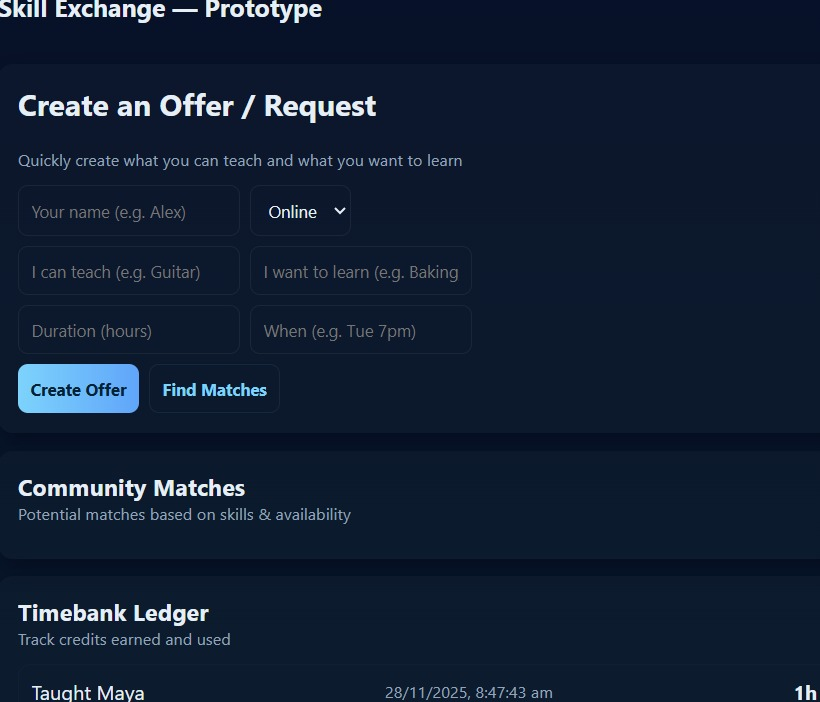 Skill Exchange — Prototype
Create an Offer / Request
Quickly create what you can teach and what you want to learn
Your name (e.g. Alex)
Online
I can teach (e.g. Guitar)
I want to learn (e.g. Baking
Duration (hours)
When (e.g. Tue 7pm)
Create Offer
Find Matches
Community Matches
Potential matches based on skills & availability
Timebank Ledger
Track credits earned and used
Taught Maya
28/11/2025, 8:47:43 am
1h